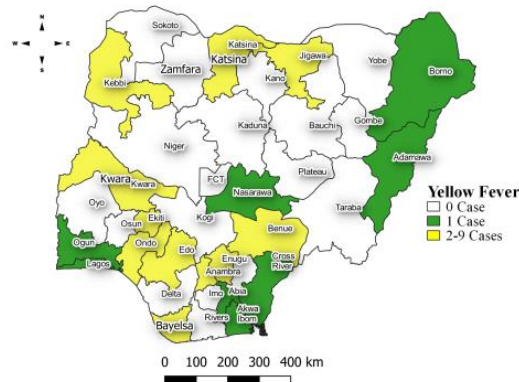 N
W E
S
Sokoto
Katsina
Katsina
Jigawa
Yobe
Borno
Zamfara
Kano
Kebbi
Gombe
Kaduna
Bauchi
Adamawa
Niger
Plateau
FCT
Nasarawa
Kwara
Kwara
Taraba
Oyo
Kogi
Ekiti
Osun
Benue
Ogun
Ondo
Edo
Enugu
Cross
River
Lagos
Anambra
Delta
Imo
Abia
Akwa
Ibom
Rivers
Bayelsa
Yellow Fever
0 Case
1 Case
2-9 Cases
0 100 200 300 400 km